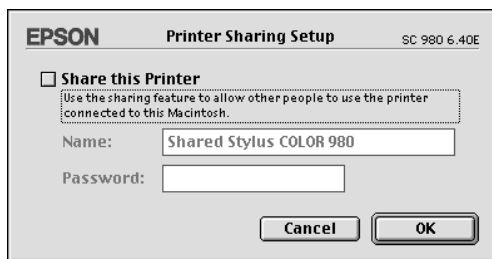 EPSON Printer Sharing Setup SC 980 6.40E
Share this Printer
Use the sharing feature to allow other people to use the printer
connected to this Macintosh.
Name: Shared Stylus COLOR 980
Password:
Cancel OK